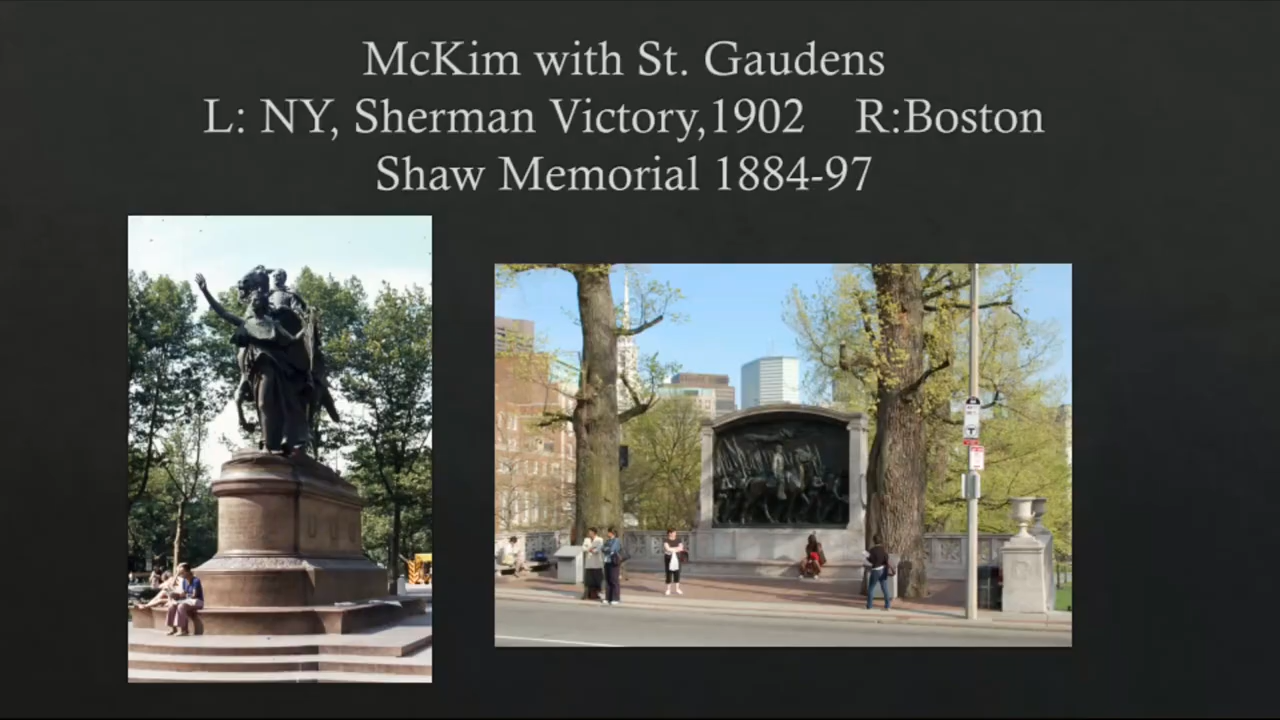 McKim with St. Gaudens
L: NY, Sherman Victory,1902 R:Boston
Shaw Memorial 1884-97